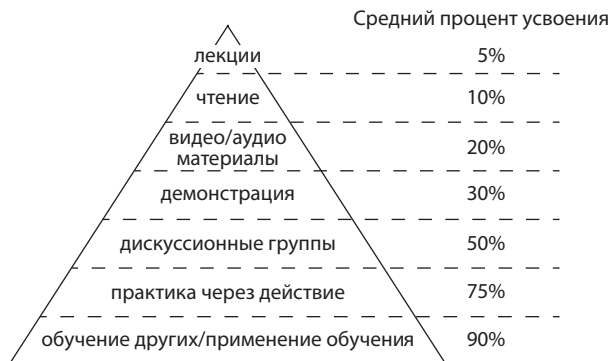 Средний процент усвоения
лекции 5%
чтение 10%
видео/аудио
материалы 20%
демонстрация 30%
дискуссионные группы 50%
практика через действие 75%
обучение других/применение обучения 90%